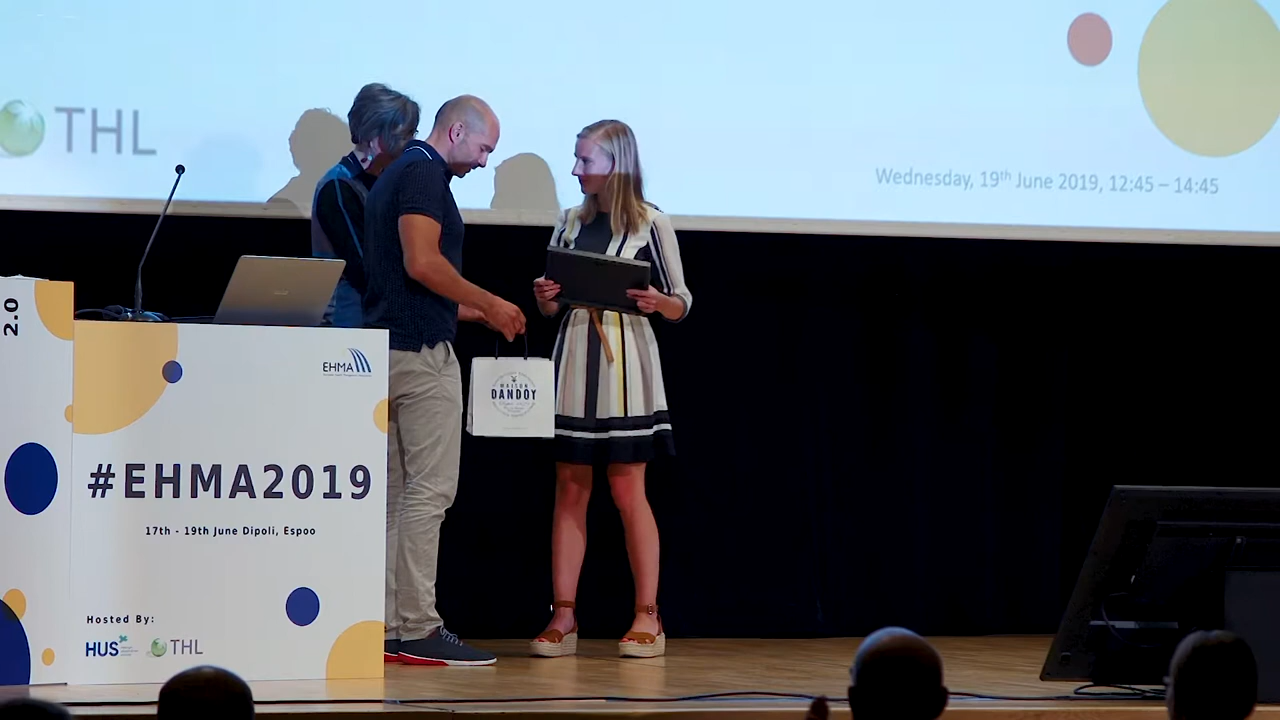 THL
Wednesday, 19th June 2019, 12:45 – 14:45
2.0
EHMA
MAISON
DANDOY
#EHMA2019
17th - 19th June Dipoli, Espoo
Hosted By:
HUS
THL